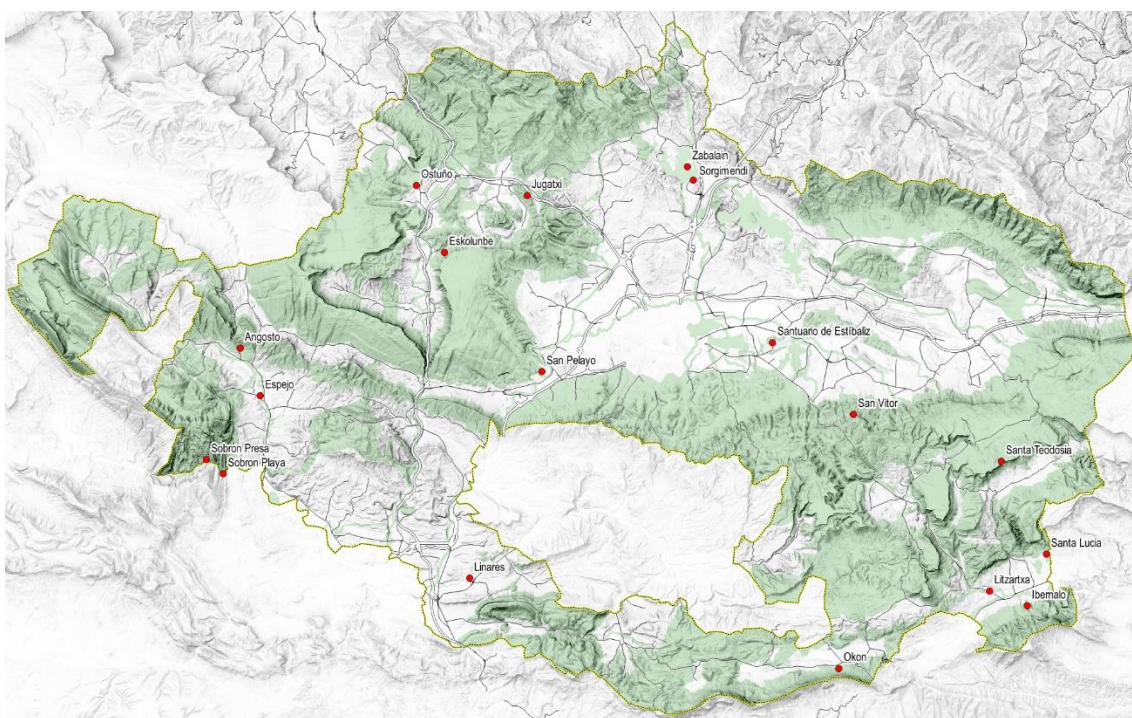 Zabalain
Sorgimendi
Ostuño
Jugatxi
Eskolunbe
Santuario de Estíbaliz
Angosto
San Pelayo
Espejo
San Vitor
Sobron Presa
Santa Teodosia
Sobron Playa
Santa Lucia
Linares
Litzartxa
Ibernalo
Okon